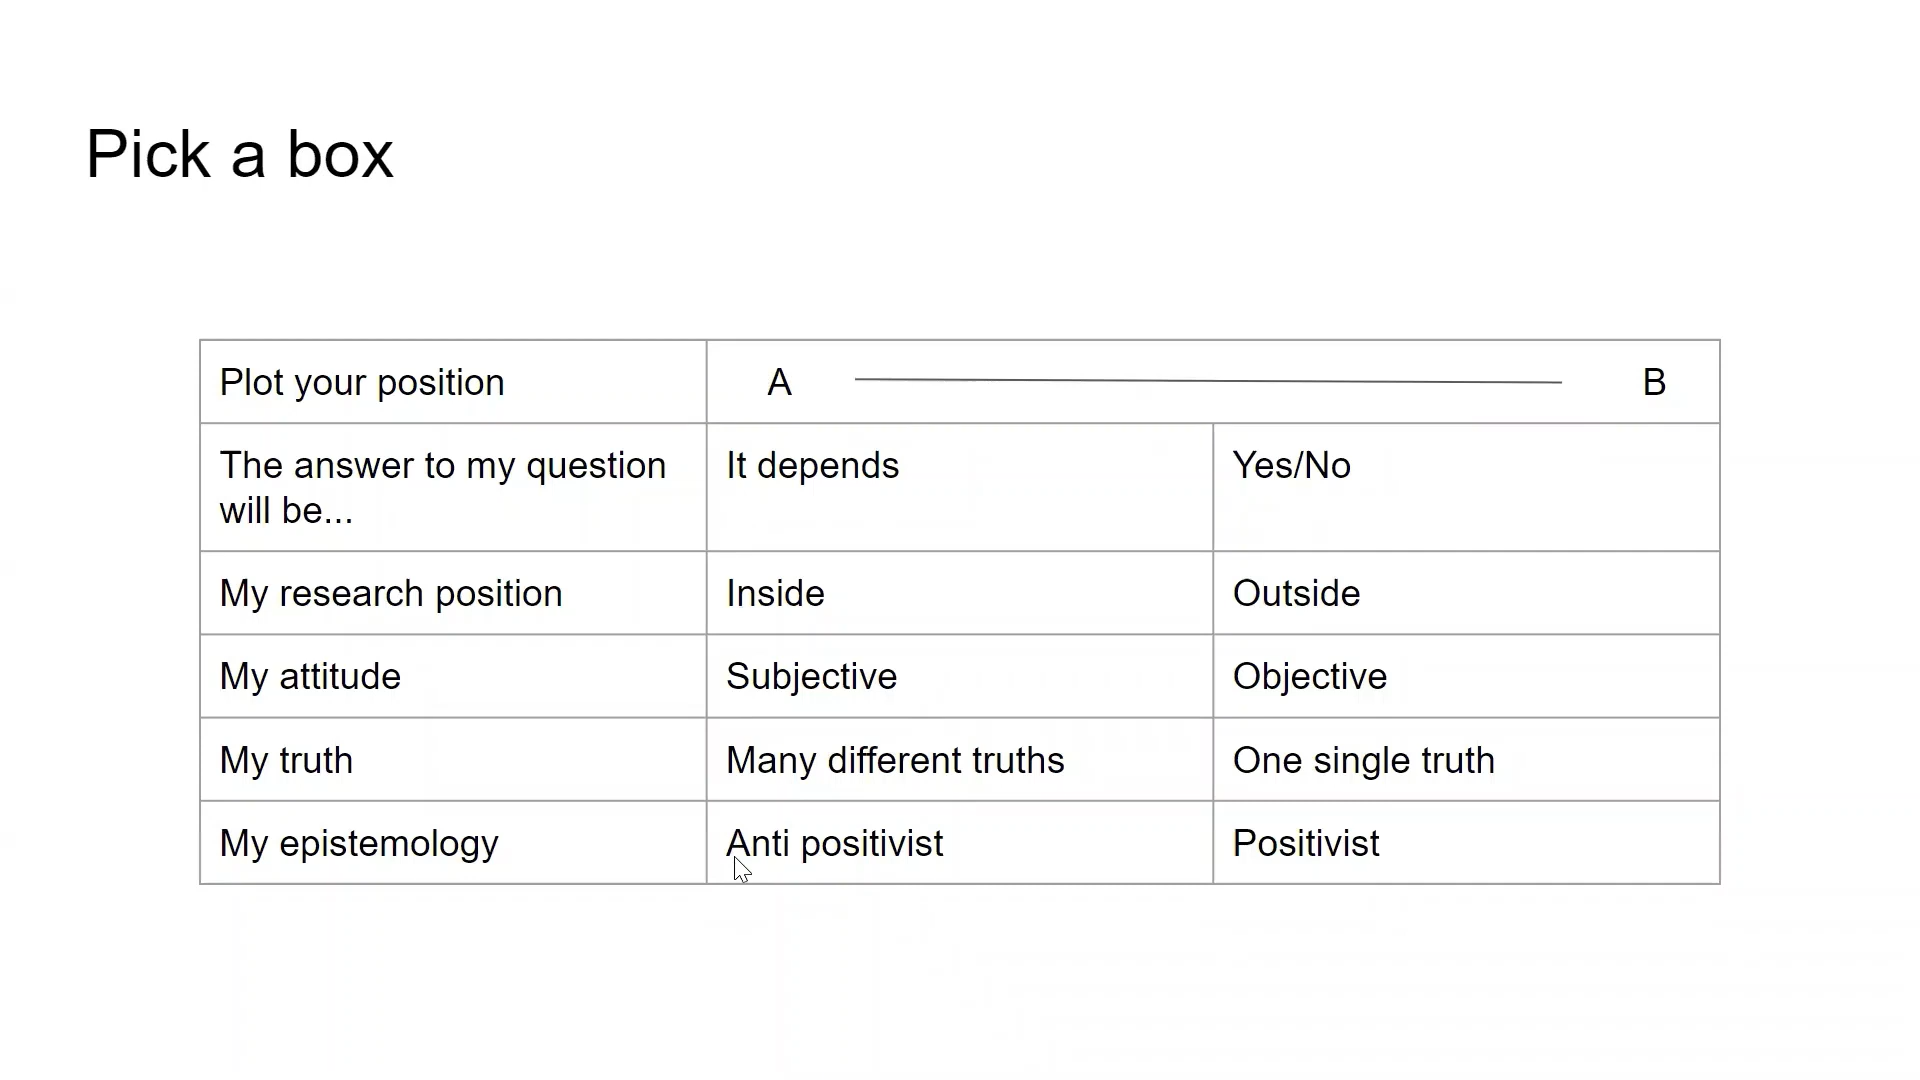 Pick a box
Plot your position
A
B
The answer to my question
will be...
It depends
Yes/No
My research position
Inside
Outside
My attitude
Subjective
Objective
My truth
Many different truths
One single truth
My epistemology
Anti positivist
Positivist